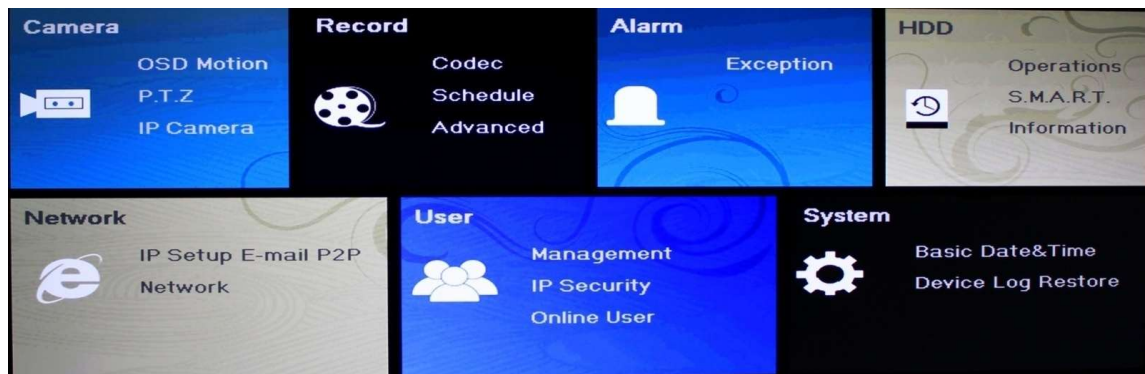 Camera
OSD Motion
P.T.Z
IP Camera
Record
Codec
Schedule
Advanced
Alarm
Exception
HDD
Operations
S.M.A.R.T.
Information
Network
IP Setup E-mail P2P
Network
User
Management
IP Security
Online User
System
Basic Date&Time
Device Log Restore